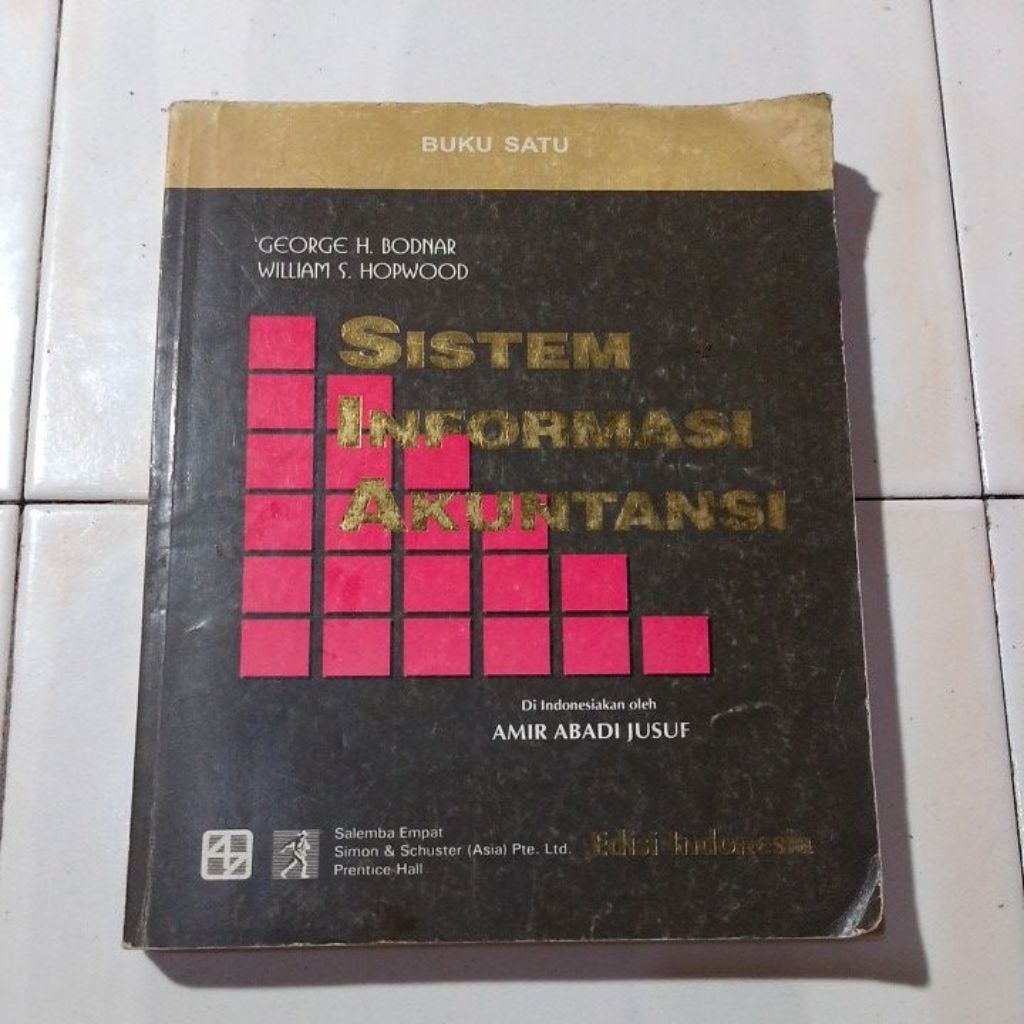 BUKU SATU
GEORGE H. BODNAR
WILLIAM S. HOPWOOD
SISTEM
INFORMASI
AKUNTANSI
Di Indonesiakan oleh
AMIR ABADI JUSUF
Salemba Empat
Simon & Schuster (Asia) Pte. Ltd.
Prentice-Hall
Edisi Indonesia